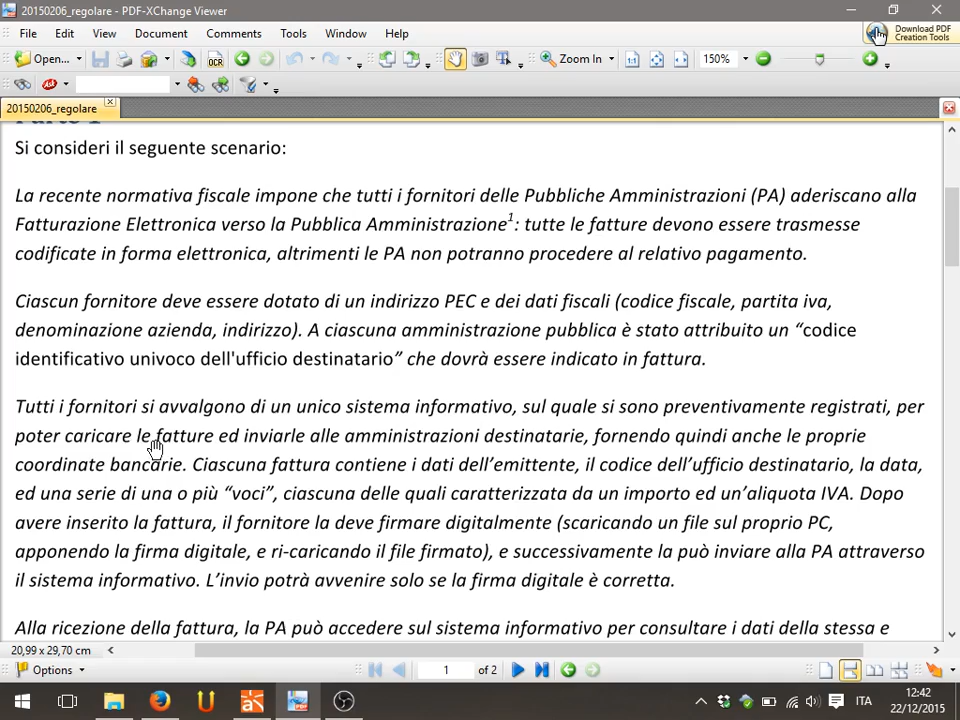 20150206_regolare - PDF-XChange Viewer
File Edit View Document Comments Tools Window Help
Download PDF
Creation Tools
Open... OCR Zoom In 1:1 150%
20150206_regolare
Parte 1
Si consideri il seguente scenario:
La recente normativa fiscale impone che tutti i fornitori delle Pubbliche Amministrazioni (PA) aderiscano alla
Fatturazione Elettronica verso la Pubblica Amministrazione1: tutte le fatture devono essere trasmesse
codificate in forma elettronica, altrimenti le PA non potranno procedere al relativo pagamento.
Ciascun fornitore deve essere dotato di un indirizzo PEC e dei dati fiscali (codice fiscale, partita iva,
denominazione azienda, indirizzo). A ciascuna amministrazione pubblica è stato attribuito un “codice
identificativo univoco dell'ufficio destinatario” che dovrà essere indicato in fattura.
Tutti i fornitori si avvalgono di un unico sistema informativo, sul quale si sono preventivamente registrati, per
poter caricare le fatture ed inviarle alle amministrazioni destinatarie, fornendo quindi anche le proprie
coordinate bancarie. Ciascuna fattura contiene i dati dell’emittente, il codice dell’ufficio destinatario, la data,
ed una serie di una o più “voci”, ciascuna delle quali caratterizzata da un importo ed un’aliquota IVA. Dopo
avere inserito la fattura, il fornitore la deve firmare digitalmente (scaricando un file sul proprio PC,
apponendo la firma digitale, e ri-caricando il file firmato), e successivamente la può inviare alla PA attraverso
il sistema informativo. L’invio potrà avvenire solo se la firma digitale è corretta.
Alla ricezione della fattura, la PA può accedere sul sistema informativo per consultare i dati della stessa e
20,99 x 29,70 cm
Options 1 of 2
ITA
12:42
22/12/2015